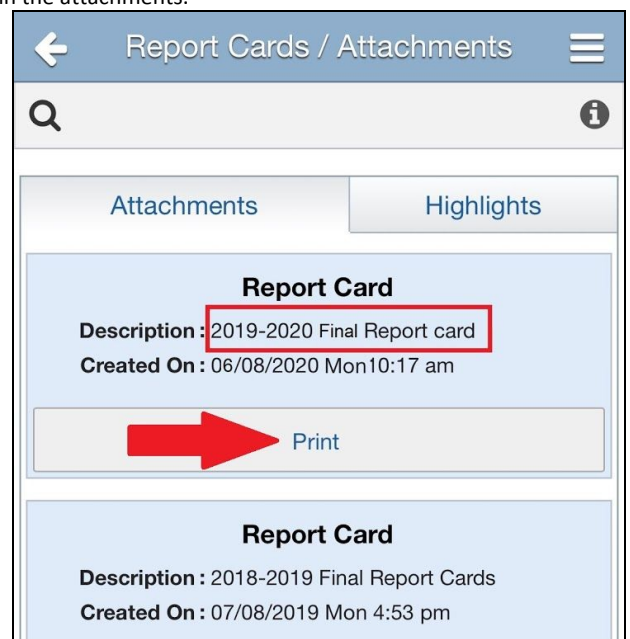 in the attachments.
Report Cards / Attachments
Attachments Highlights
Report Card
Description : 2019-2020 Final Report card
Created On : 06/08/2020 Mon10:17 am
Print
Report Card
Description : 2018-2019 Final Report Cards
Created On : 07/08/2019 Mon 4:53 pm